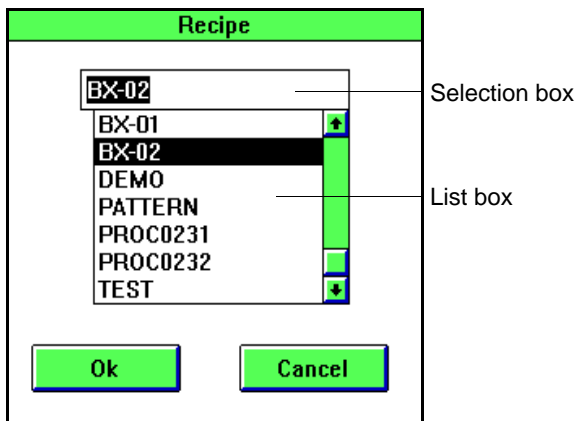 Recipe
BX-02
Selection box
BX-01
BX-02
DEMO
PATTERN
List box
PROC0231
PROC0232
TEST
Ok
Cancel